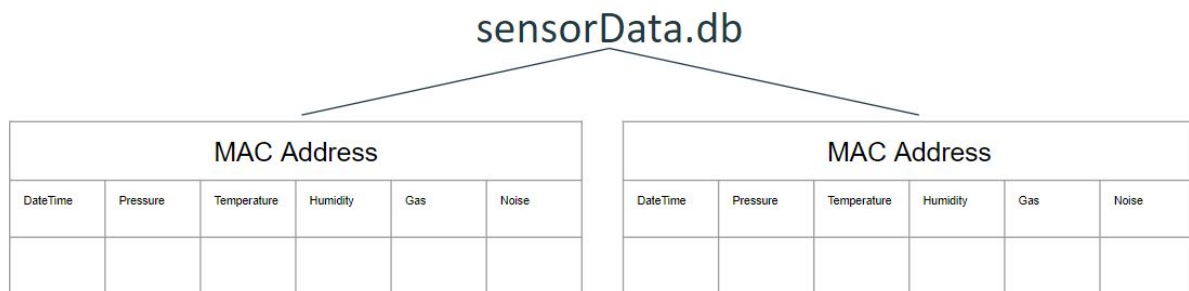 sensorData.db
MAC Address
DateTime Pressure Temperature Humidity Gas Noise
MAC Address
DateTime Pressure Temperature Humidity Gas Noise